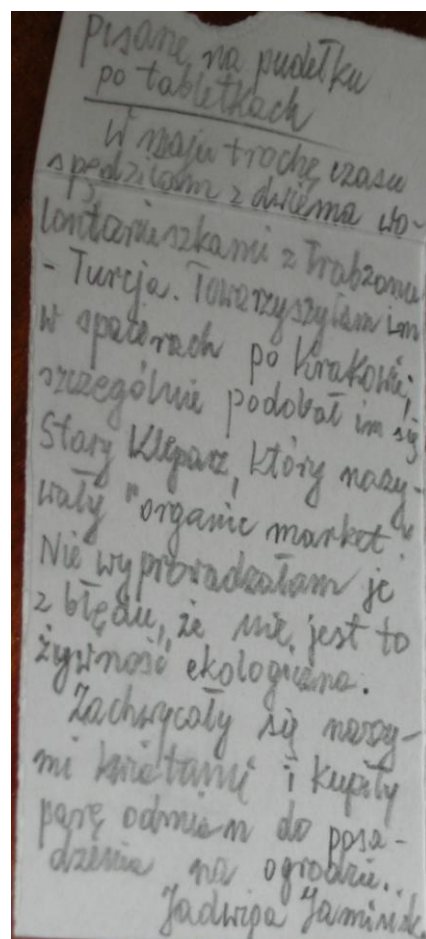 pisane na pudełku
po tabletkach
W maju trochę czasu
spędziłam z dwiema wo-
lontariuszkami z Trabzonu
- Turcja. Towarzyszyłam im
w spacerach po Krakowie,
szczególnie podobał im się
Stary Kleparz, który nazy-
wały "organic market".
Nie wyprowadzałam je
z błędu, że nie jest to
żywność ekologiczna.
Zachwycały się naszy-
mi kwiatami i kupiły
parę odmian do posa-
dzenia na ogrodzie..
Jadwiga